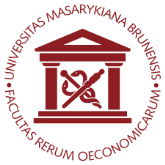 UNIVERSITAS MASARYKIANA BRUNENSIS
• FACULTAS RERUM OECONOMICARUM •